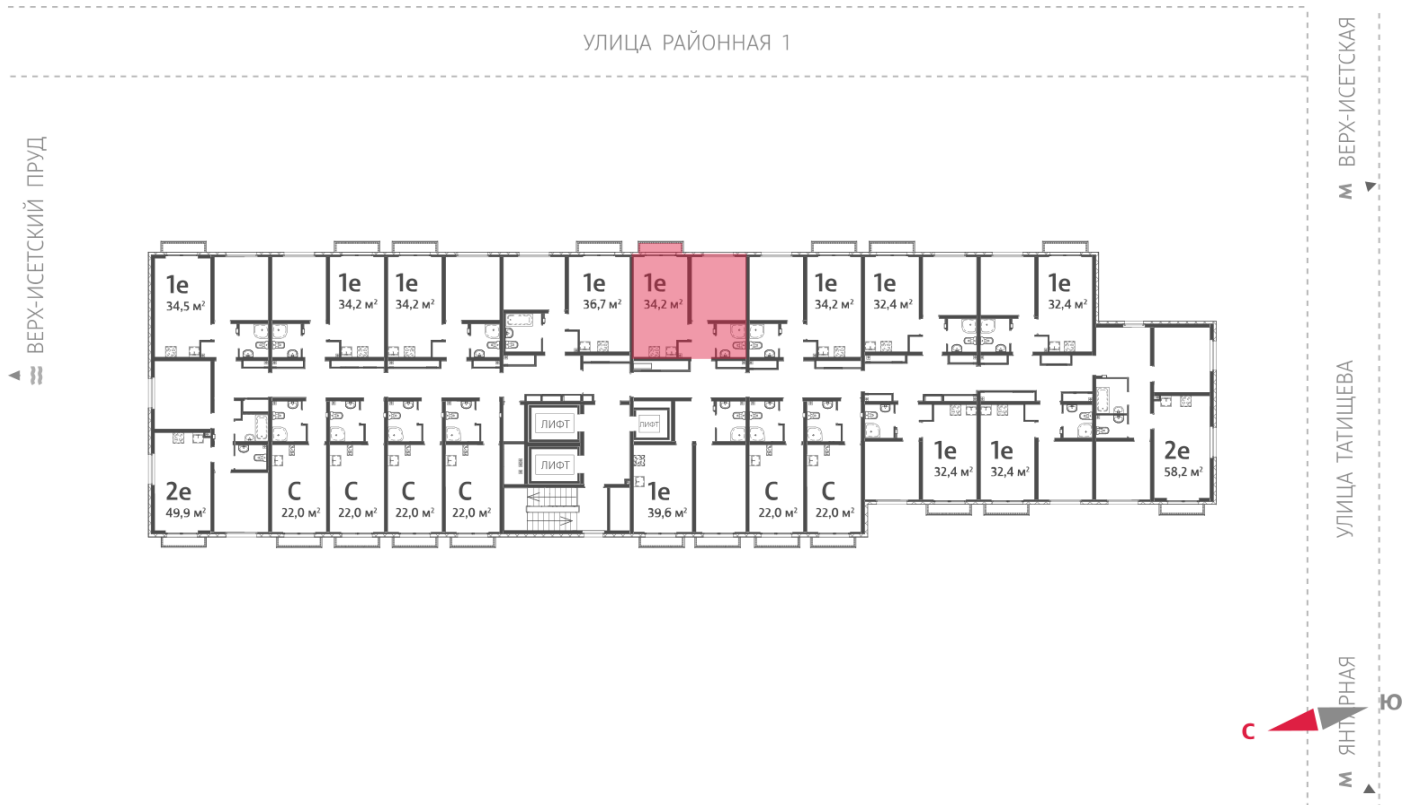 УЛИЦА РАЙОННАЯ 1
М ВЕРХ-ИСЕТСКАЯ
ВЕРХ-ИСЕТСКИЙ ПРУД
1е
34,5 м²
1е
34,2 м²
1е
34,2 м²
1е
36,7 м²
1е
34,2 м²
1е
34,2 м²
1е
32,4 м²
1е
32,4 м²
УЛИЦА ТАТИЩЕВА
ЛИФТ
ЛИФТ
ЛИФТ
2е
49,9 м²
С
22,0 м²
С
22,0 м²
С
22,0 м²
С
22,0 м²
1е
39,6 м²
С
22,0 м²
С
22,0 м²
1е
32,4 м²
1е
32,4 м²
2е
58,2 м²
М ЯНТАРНАЯ
С
Ю